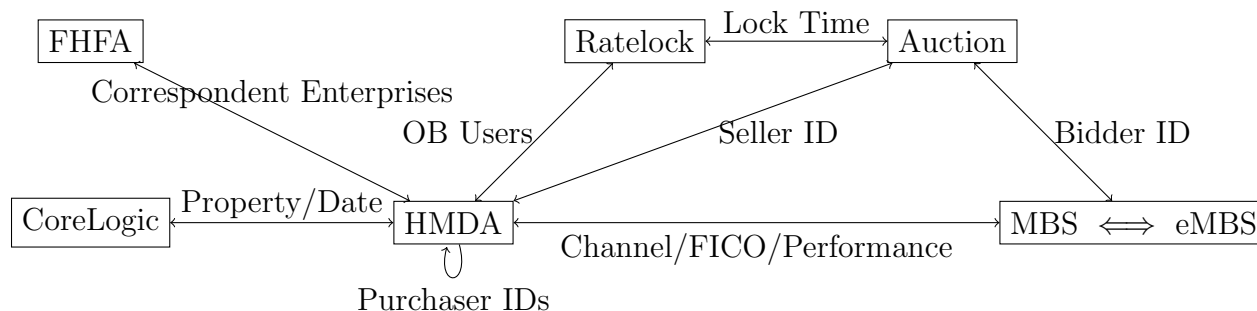 FHFA
Ratelock
Lock Time
Auction
Correspondent Enterprises
OB Users
Seller ID
Bidder ID
CoreLogic
Property/Date
HMDA
Channel/FICO/Performance
MBS ⟺ eMBS
Purchaser IDs